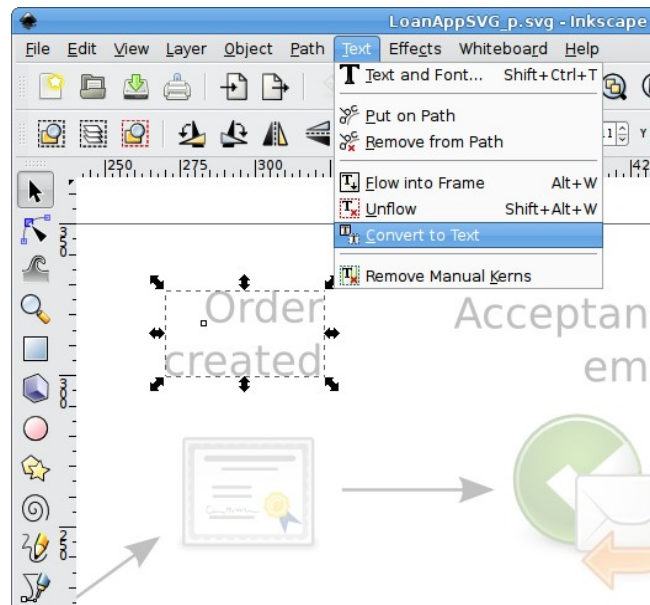 LoanAppSVG_p.svg - Inkscape
File Edit View Layer Object Path Text Effects Whiteboard Help
Text and Font... Shift+Ctrl+T
Put on Path
Remove from Path
Flow into Frame Alt+W
Unflow Shift+Alt+W
Convert to Text
Remove Manual Kerns
250 275 300
Order
created
Acceptan
em